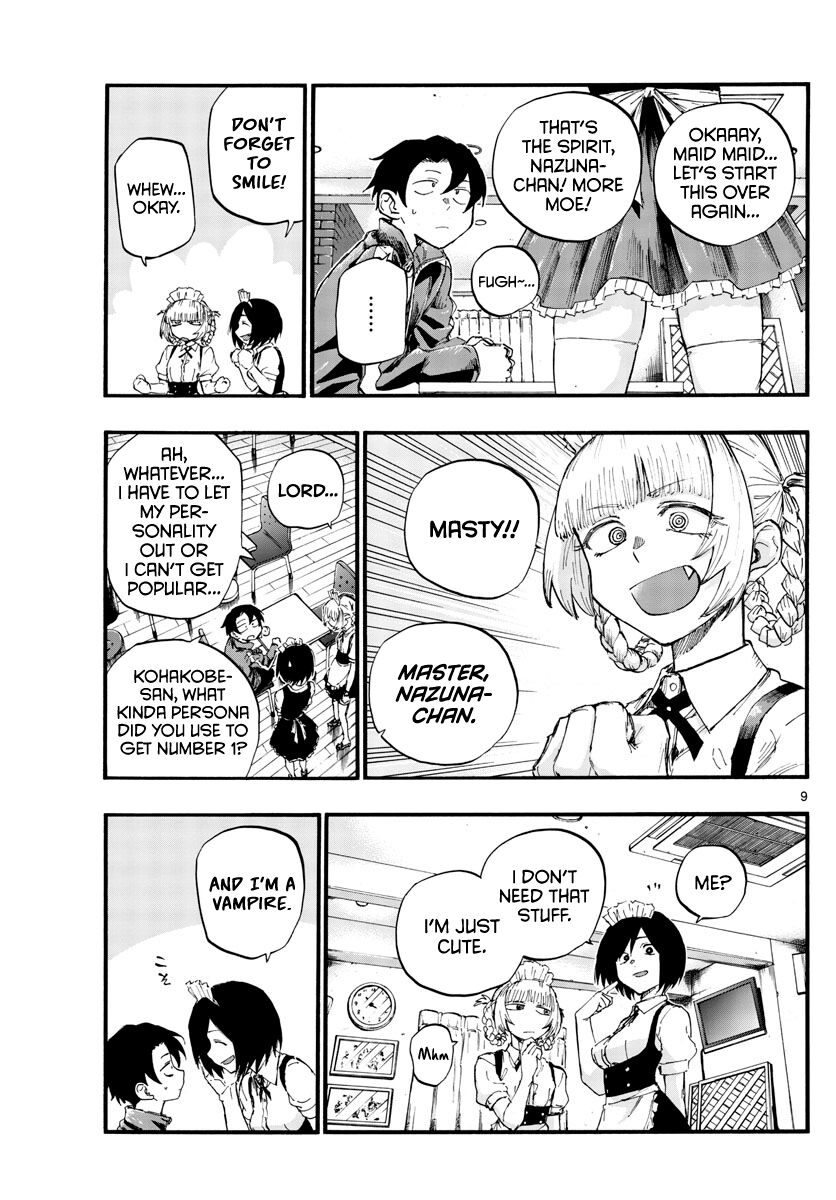 OKAAAY,
MAID MAID...
LET'S START
THIS OVER
AGAIN...
THAT'S
THE SPIRIT,
NAZUNA-
CHAN! MORE
MOE!
FUGH~...
......
DON'T
FORGET
TO
SMILE!
WHEW...
OKAY.
MASTY!!
MASTER,
NAZUNA-
CHAN.
LORD...
AH,
WHATEVER...
I HAVE TO LET
MY PER-
SONALITY
OUT OR
I CAN'T GET
POPULAR...
KOHAKOBE-
SAN, WHAT
KINDA PERSONA
DID YOU USE TO
GET NUMBER 1?
9
ME?
I DON'T
NEED THAT
STUFF.
I'M JUST
CUTE.
Mhm
AND I'M A
VAMPIRE.